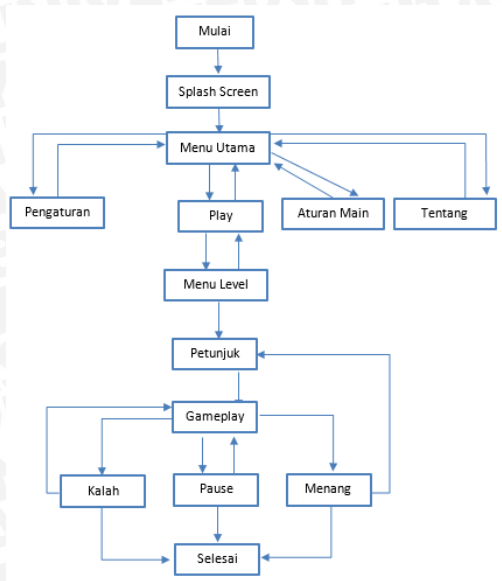 Mulai
Splash Screen
Menu Utama
Pengaturan
Play
Aturan Main
Tentang
Menu Level
Petunjuk
Gameplay
Kalah
Pause
Menang
Selesai